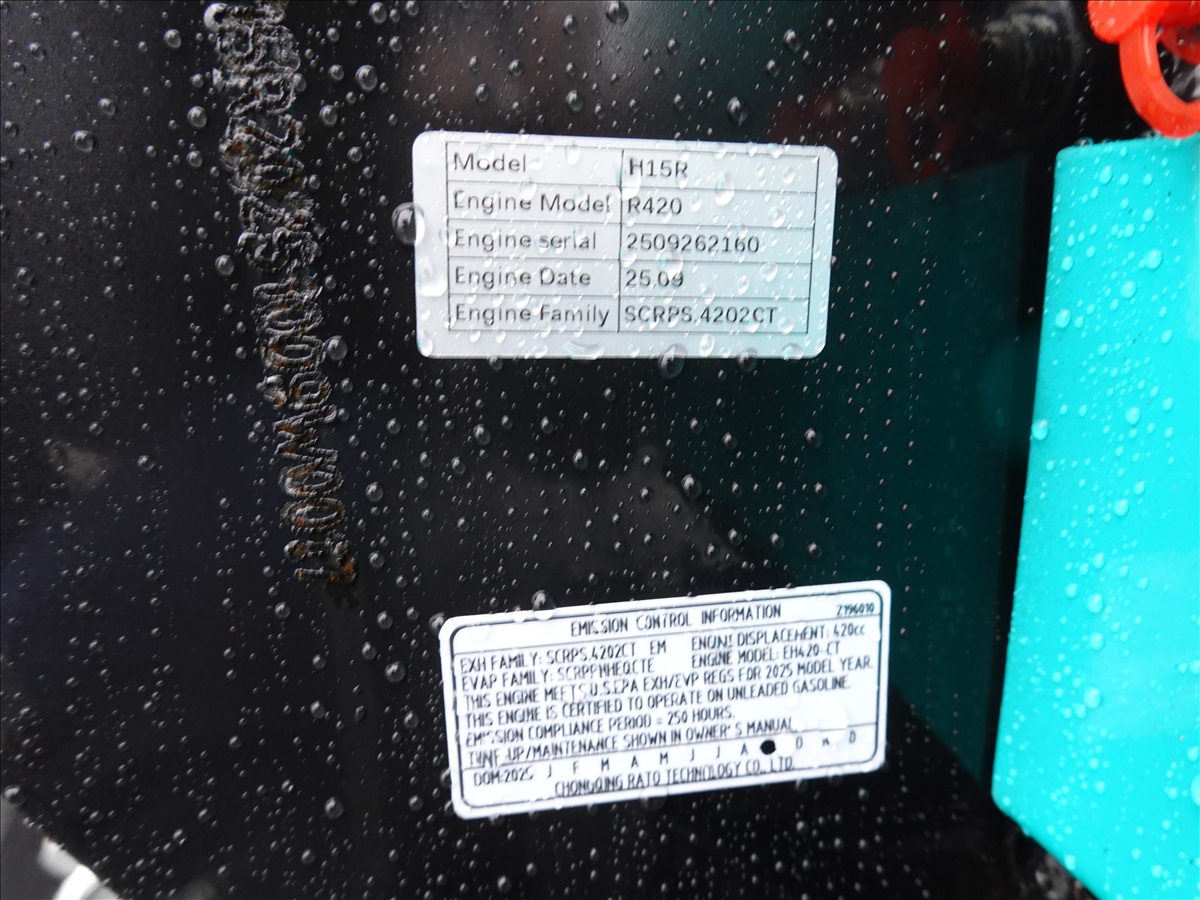 Model H15R
Engine Model R420
Engine serial 2509262160
Engine Date 25.09
Engine Family SCRPS.4202CT
EMISSION CONTROL INFORMATION Z196010
EXH FAMILY: SCRPS.4202CT EM ENGINE DISPLACEMENT: 420cc
EVAP FAMILY: SCRPPNHEQCTE ENGINE MODEL: EH420-CT
THIS ENGINE MEETS U.S.EPA EXH/EVP REGS FOR 2025 MODEL YEAR.
THIS ENGINE IS CERTIFIED TO OPERATE ON UNLEADED GASOLINE.
EMISSION COMPLIANCE PERIOD = 250 HOURS.
TUNE-UP/MAINTENANCE SHOWN IN OWNER'S MANUAL
DOM:2025 J F M A M J J A O N D
CHONGQING RATO TECHNOLOGY CO., LTD.